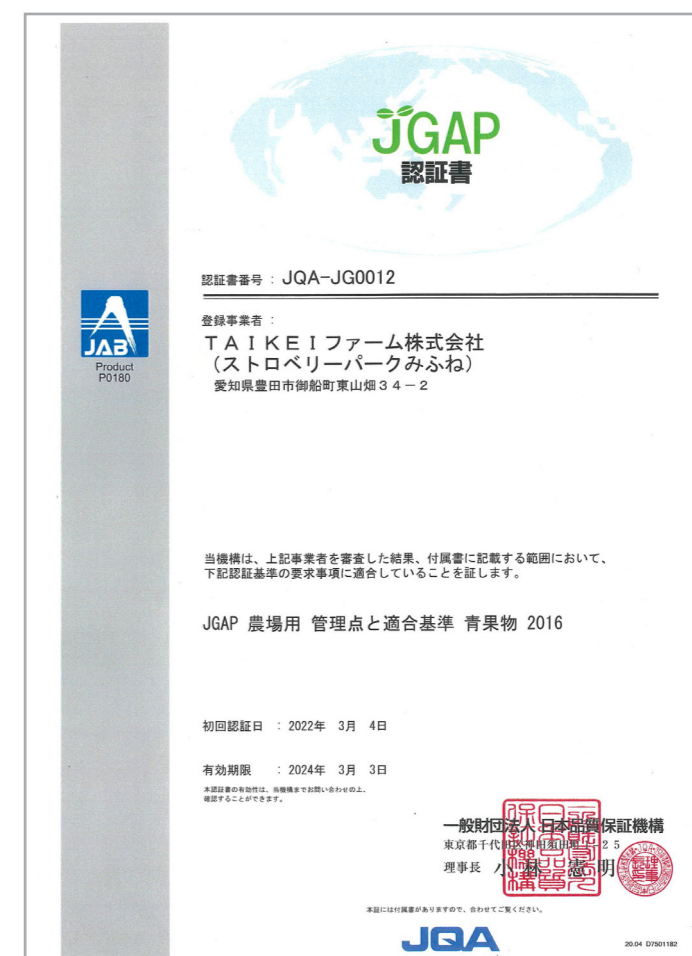 JGAP
認証書
認証書番号 : JQA-JG0012
登録事業者 :
ＴＡＩＫＥＩファーム株式会社
（ストロベリーパークみふね）
愛知県豊田市御船町東山畑３４－２
JAB
Product
P0180
当機構は、上記事業者を審査した結果、付属書に記載する範囲において、
下記認証基準の要求事項に適合していることを証します。
JGAP 農場用 管理点と適合基準 青果物 2016
初回認証日 : 2022年 3月 4日
有効期限 : 2024年 3月 3日
本認証書の有効性は、当機構までお問い合わせの上、
確認することができます。
一般財団法人 日本品質保証機構
東京都千代田区神田須田町1-25
理事長 小林 憲明
本証には付属書がありますので、合わせてご覧ください。
JQA
20.04 D7501182